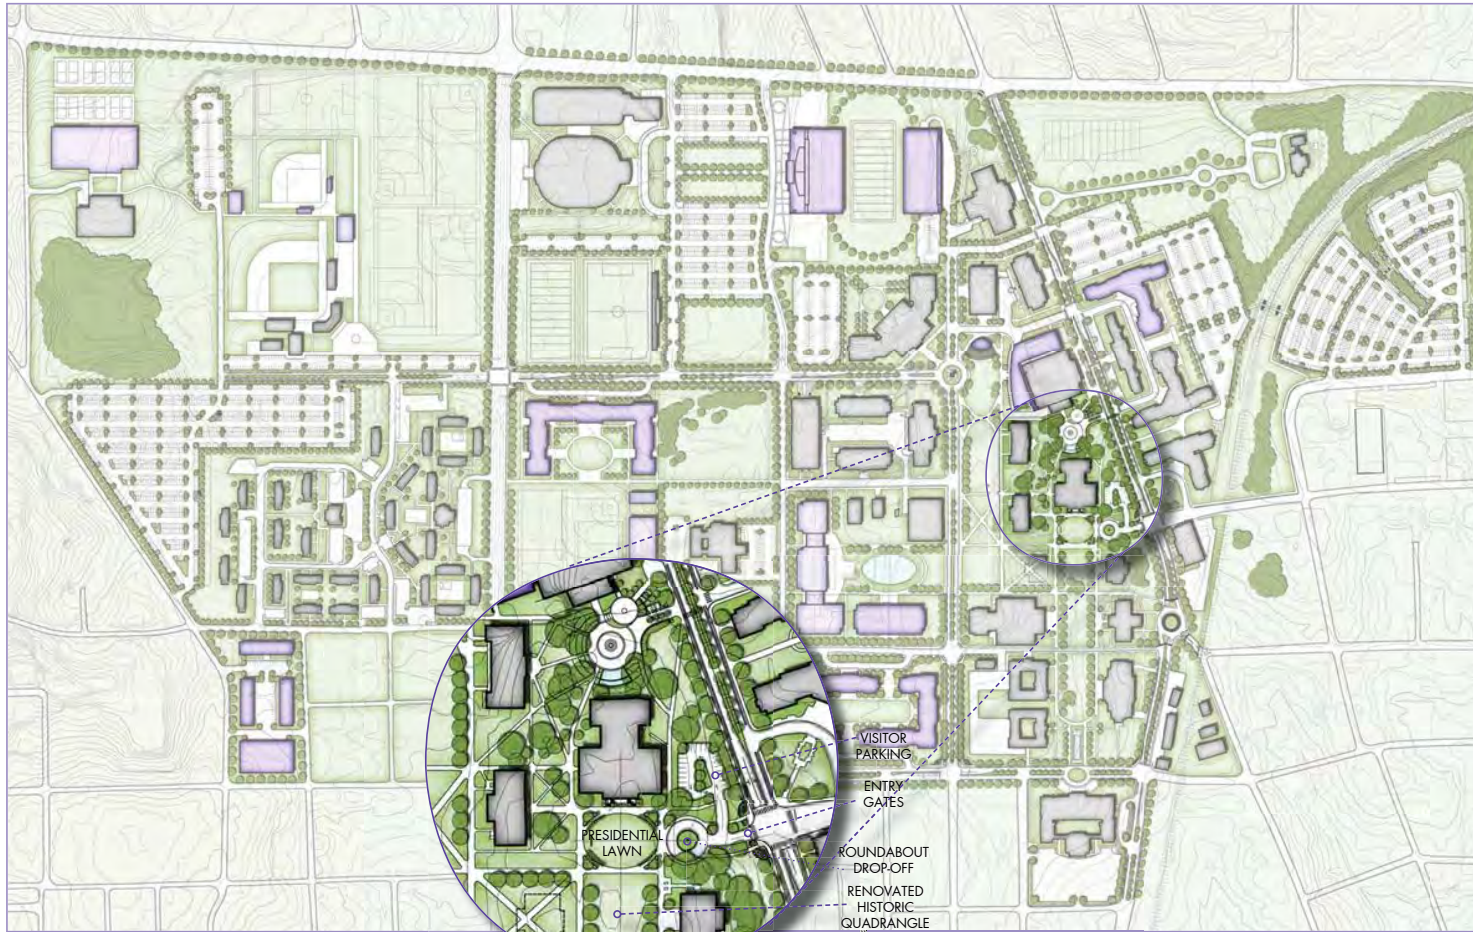 VISITOR
PARKING
ENTRY
GATES
PRESIDENTIAL
LAWN
ROUNDABOUT
DROP-OFF
RENOVATED
HISTORIC
QUADRANGLE